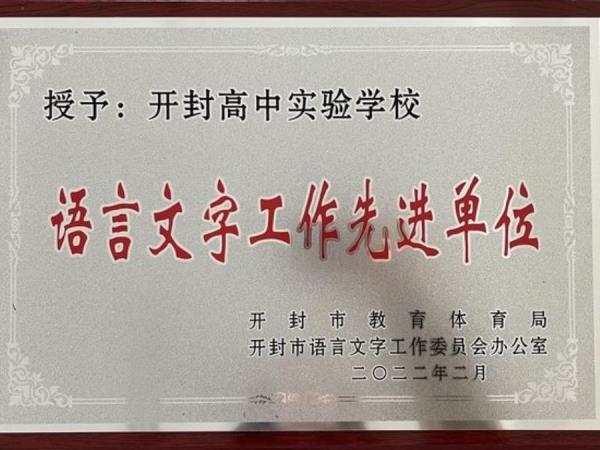 授予：开封高中实验学校
语言文字工作先进单位
开封市教育体育局
开封市语言文字工作委员会办公室
二〇二二年二月